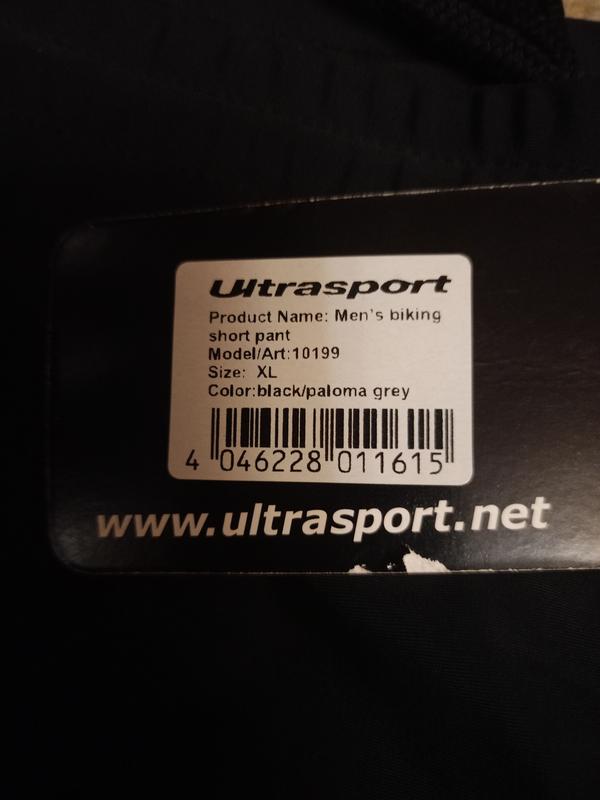 Ultrasport
Product Name: Men's biking
short pant
Model/Art:10199
Size: XL
Color:black/paloma grey
4 046228 011615
www.ultrasport.net